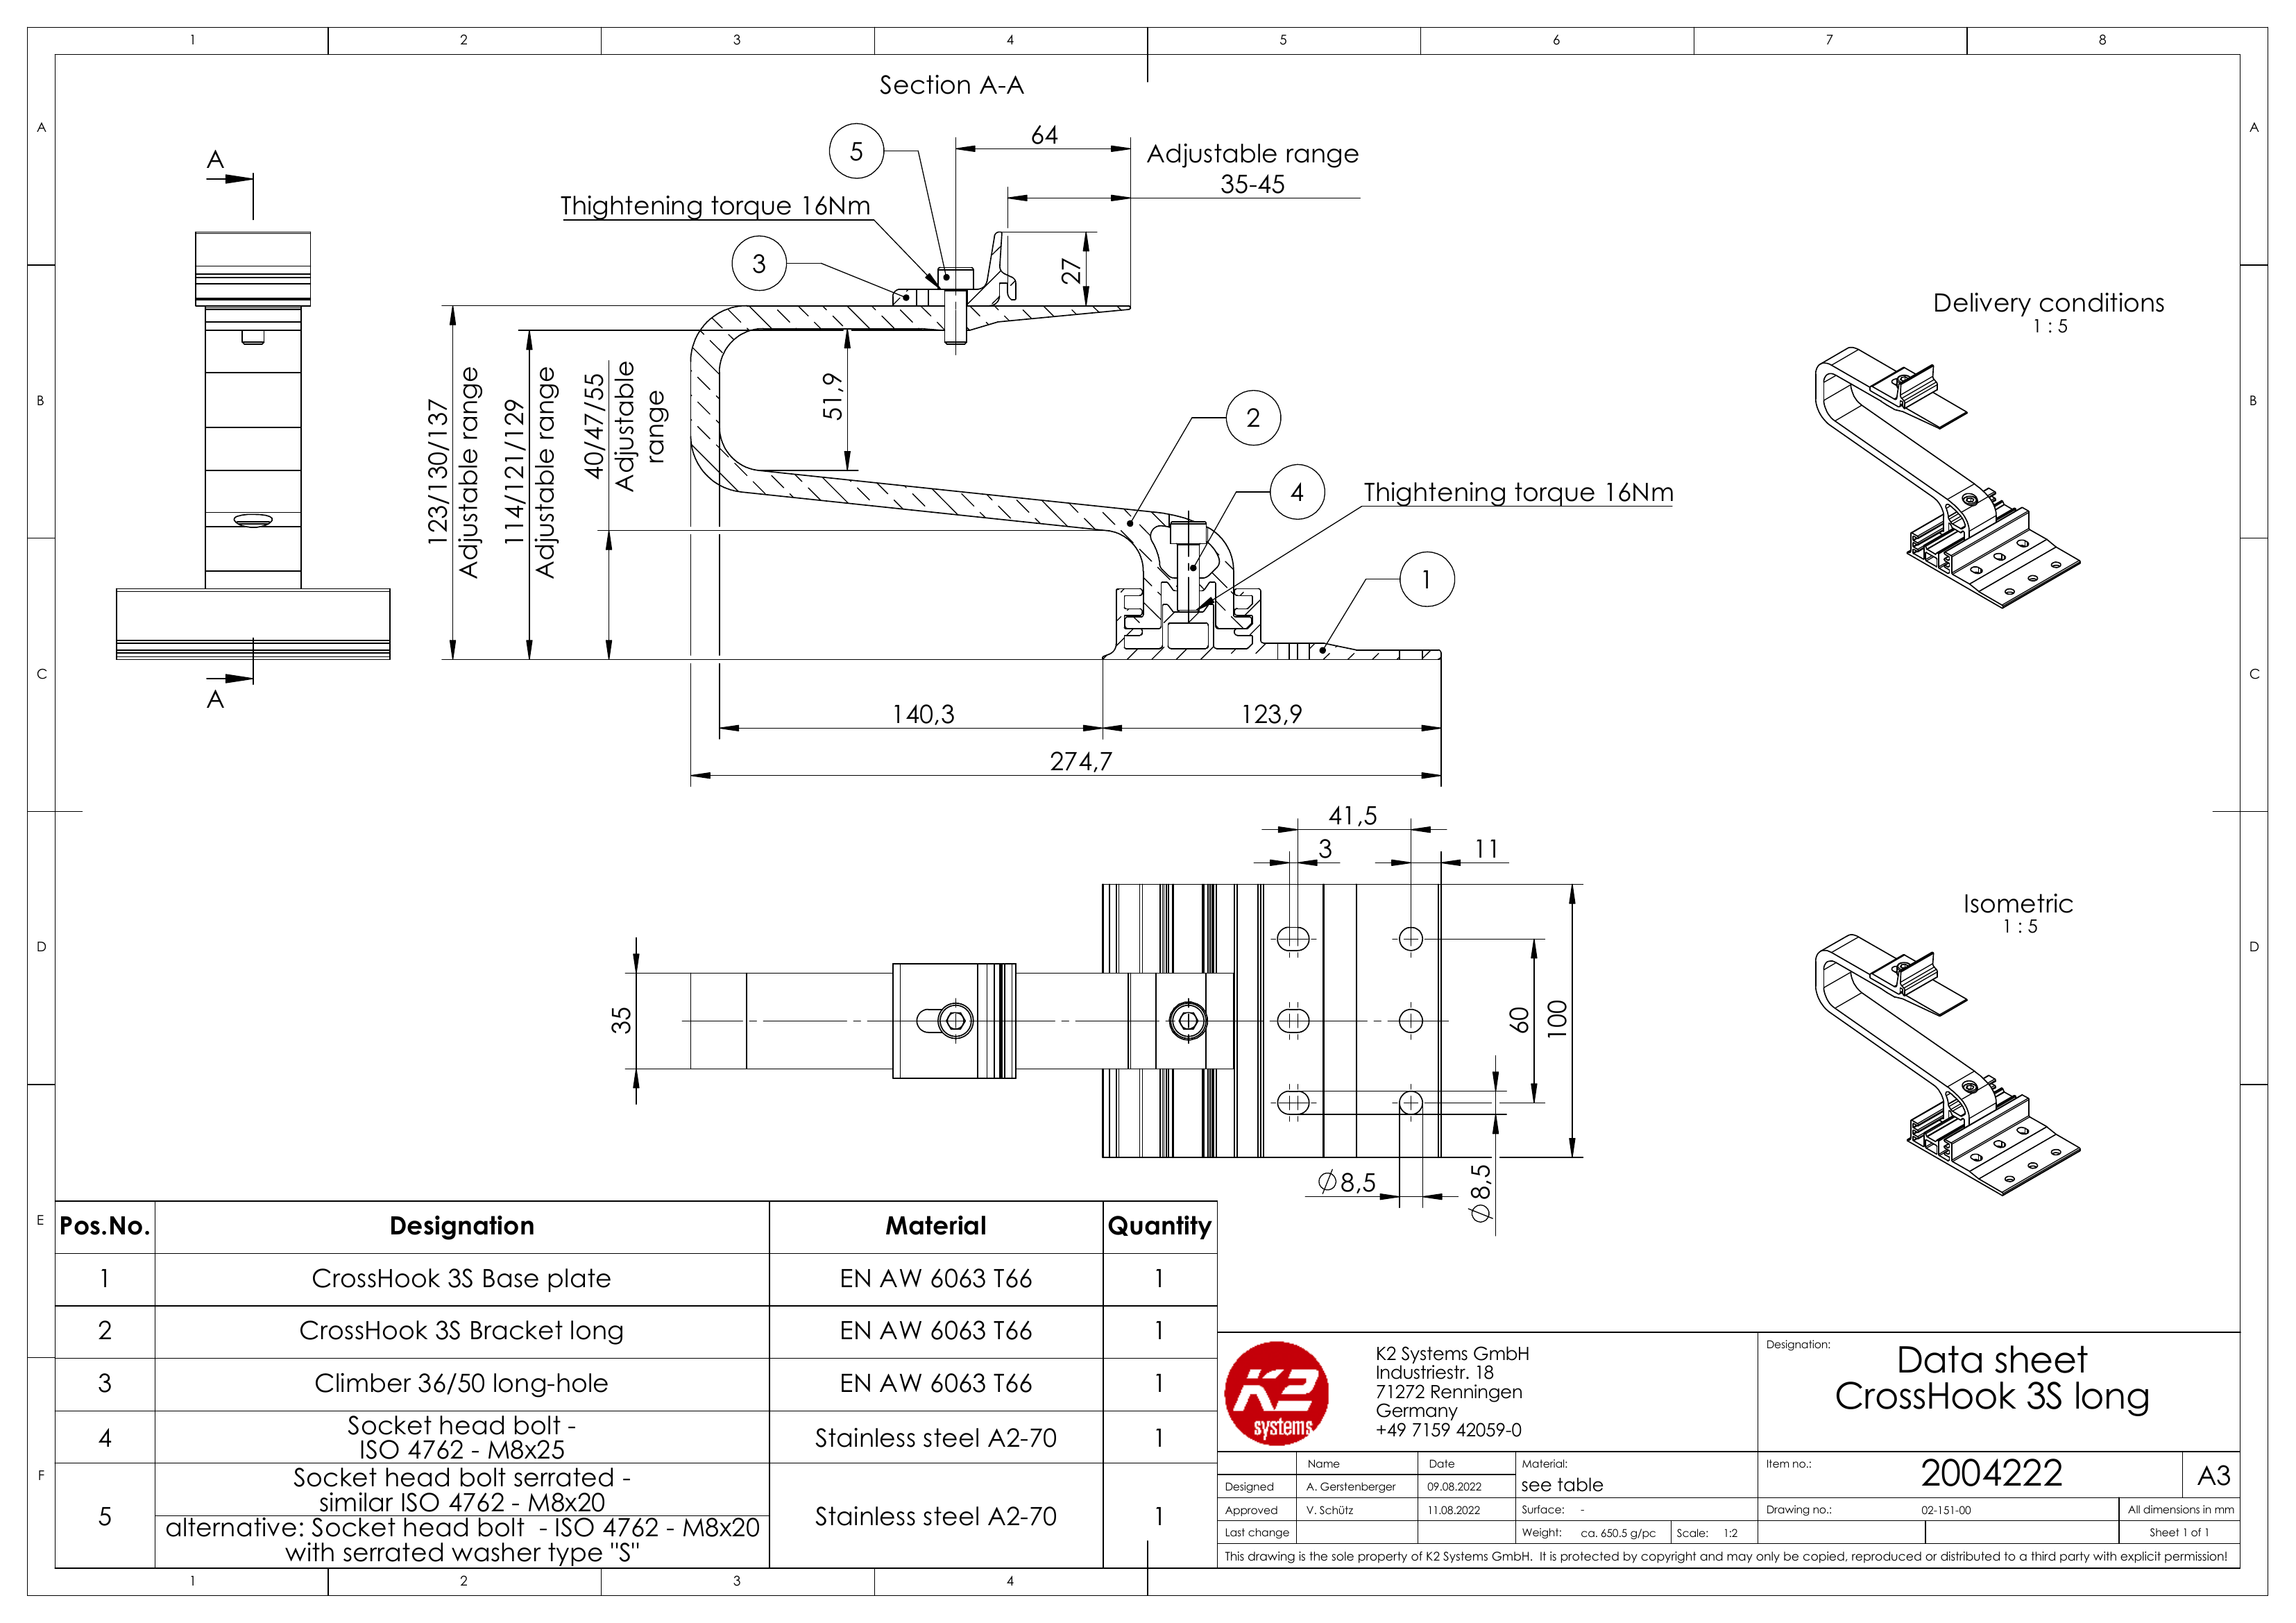 1 2 3 4 5 6 7 8
A
B
C
D
E
F
A
B
C
D
Section A-A
A
A
5
64
Adjustable range
35-45
Thightening torque 16Nm
3
27
123/130/137
Adjustable range
114/121/129
Adjustable range
40/47/55
Adjustable
range
51,9
2
4
Thightening torque 16Nm
1
140,3
123,9
274,7
Delivery conditions
1 : 5
41,5
3
11
35
60
100
Ø8,5
Ø8,5
Isometric
1 : 5
Pos.No. Designation Material Quantity
1 CrossHook 3S Base plate EN AW 6063 T66 1
2 CrossHook 3S Bracket long EN AW 6063 T66 1
3 Climber 36/50 long-hole EN AW 6063 T66 1
4 Socket head bolt - Stainless steel A2-70 1
ISO 4762 - M8x25
5 Socket head bolt serrated - Stainless steel A2-70 1
similar ISO 4762 - M8x20
alternative: Socket head bolt - ISO 4762 - M8x20
with serrated washer type "S"
K2
systems
K2 Systems GmbH
Industriestr. 18
71272 Renningen
Germany
+49 7159 42059-0
Designation:
Data sheet
CrossHook 3S long
Name Date Material:
see table
Item no.: 2004222 A3
Designed A. Gerstenberger 09.08.2022
Approved V. Schütz 11.08.2022 Surface: - Drawing no.: 02-151-00 All dimensions in mm
Last change Weight: ca. 650.5 g/pc Scale: 1:2 Sheet 1 of 1
This drawing is the sole property of K2 Systems GmbH. It is protected by copyright and may only be copied, reproduced or distributed to a third party with explicit permission!
1 2 3 4